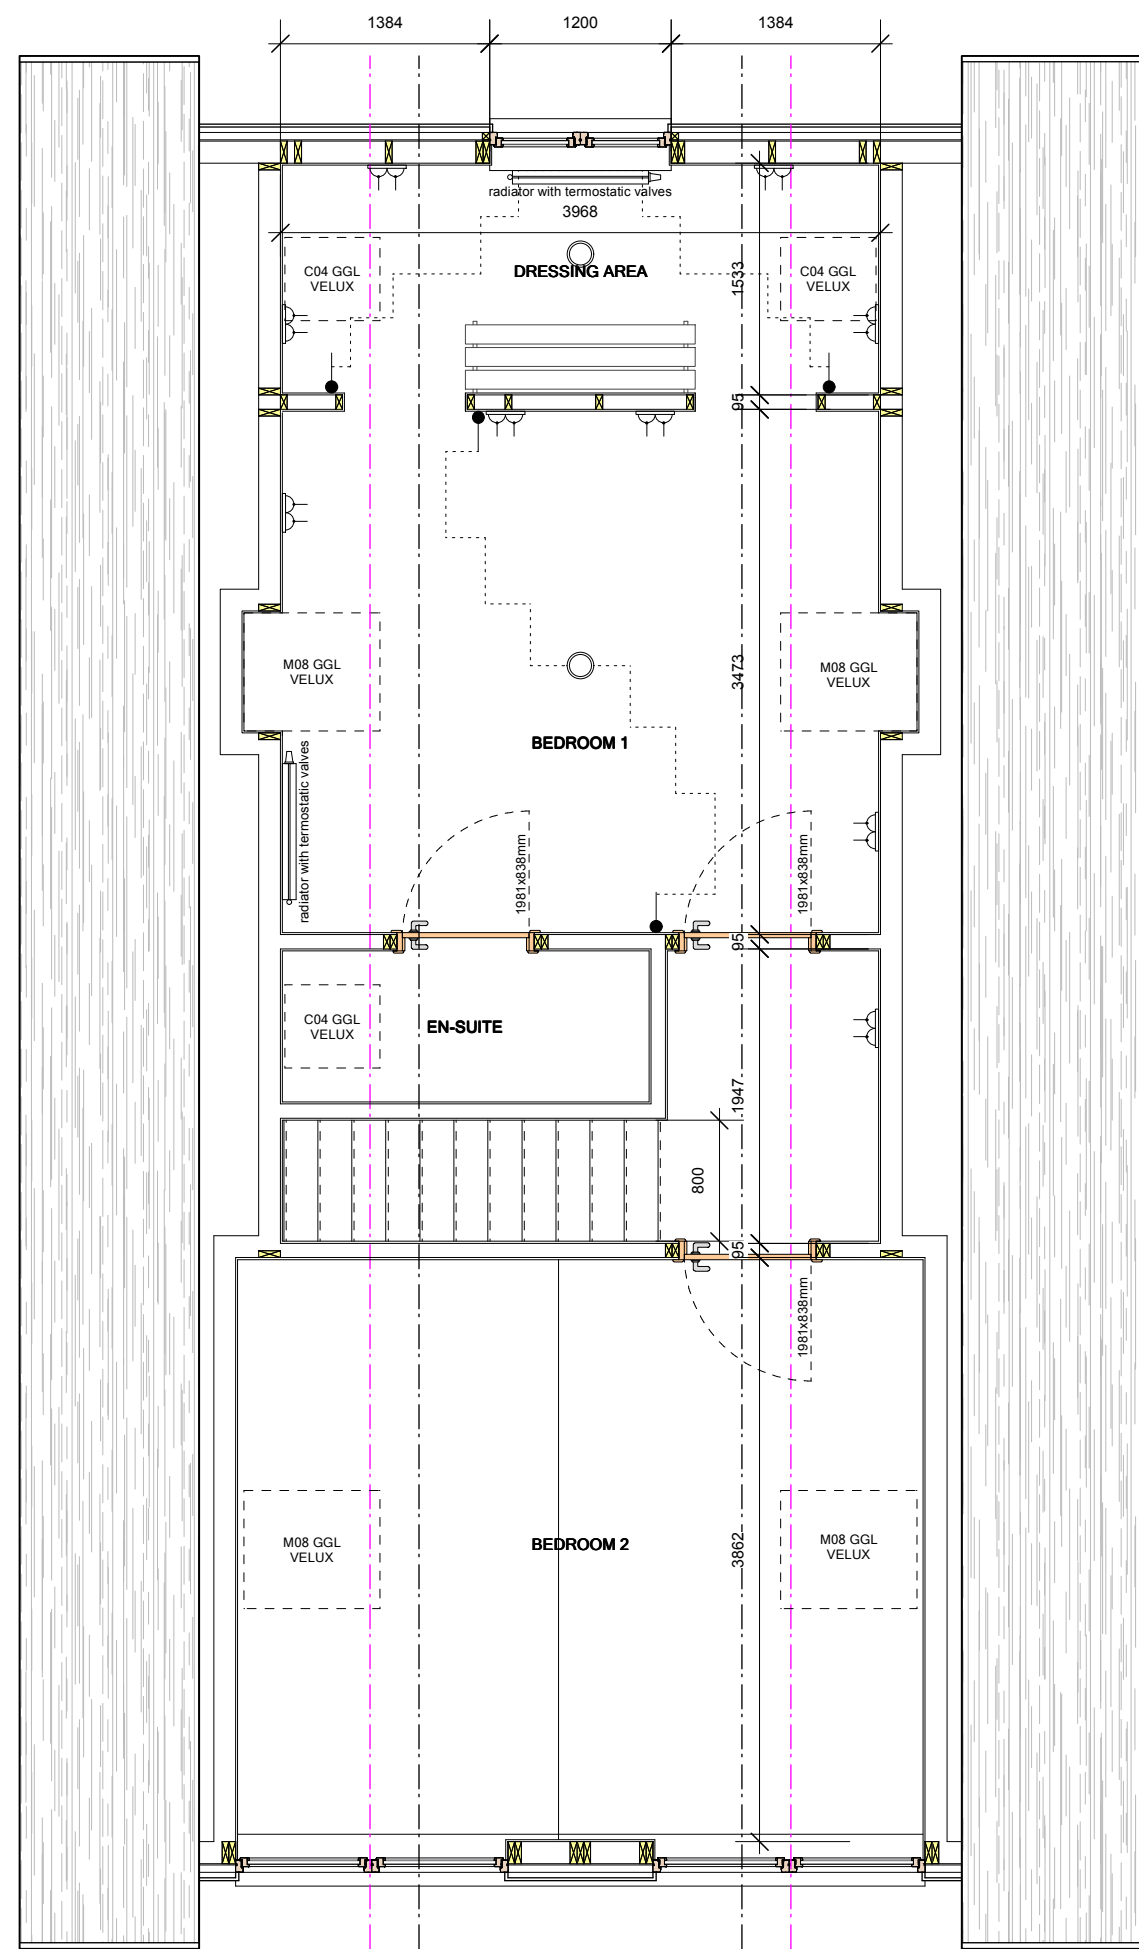 1384
1200
1384
radiator with termostatic valves
3968
DRESSING AREA
C04 GGL
VELUX
C04 GGL
VELUX
1533
95
M08 GGL
VELUX
3473
M08 GGL
VELUX
BEDROOM 1
radiator with termostatic valves
1981x838mm
1981x838mm
95
C04 GGL
VELUX
EN-SUITE
1947
800
95
1981x838mm
M08 GGL
VELUX
BEDROOM 2
3862
M08 GGL
VELUX